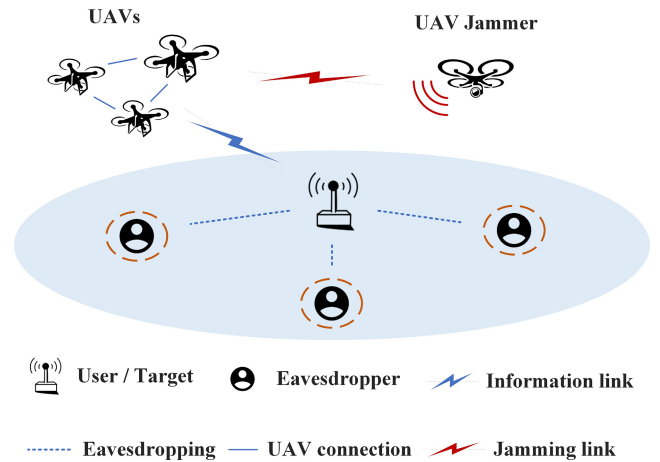 UAVs
UAV Jammer
User / Target
Eavesdropper
Information link
Eavesdropping
UAV connection
Jamming link